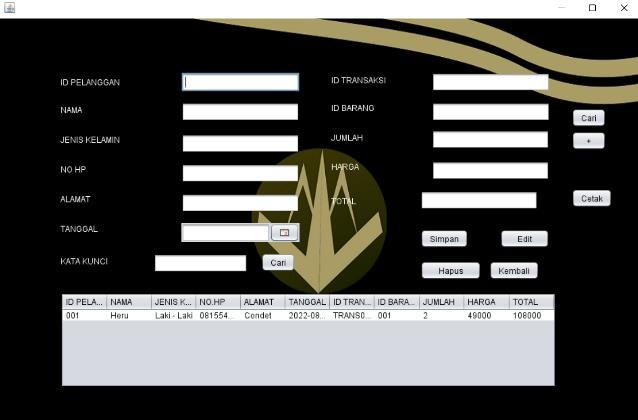 ID PELANGGAN
NAMA
JENIS KELAMIN
NO HP
ALAMAT
TANGGAL
KATA KUNCI Cari
ID TRANSAKSI
ID BARANG
JUMLAH
HARGA
TOTAL
Cari
+
Cetak
Simpan Edit
Hapus Kembali
ID PELA... NAMA JENIS K... NO.HP ALAMAT TANGGAL ID TRAN... ID BARA... JUMLAH HARGA TOTAL
001 Heru Laki - Laki 081554... Condet 2022-08... TRANS0... 001 2 49000 108000